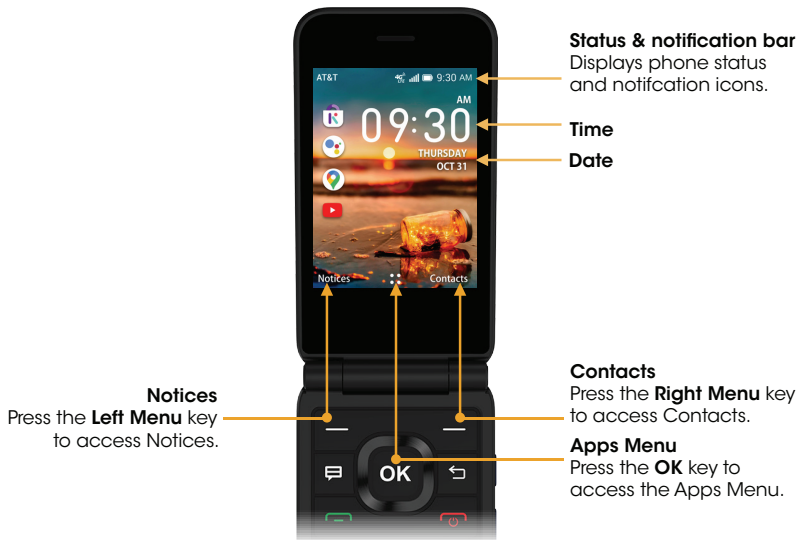 Status & notification bar
Displays phone status
and notifcation icons.
AT&T 4G LTE 9:30 AM
AM
09:30
THURSDAY
OCT 31
Time
Date
Notices Contacts
Notices
Press the Left Menu key
to access Notices.
Contacts
Press the Right Menu key
to access Contacts.
Apps Menu
Press the OK key to
access the Apps Menu.
OK